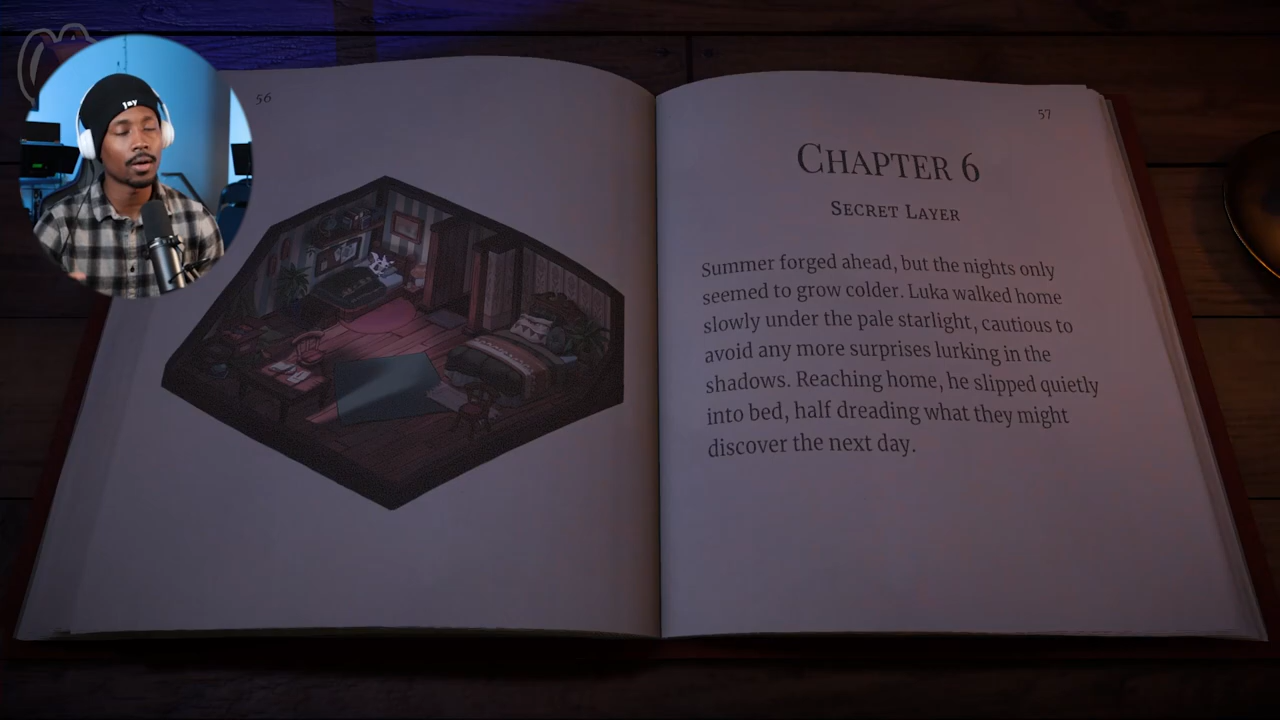 joy
56
57
Chapter 6
Secret Layer
Summer forged ahead, but the nights only
seemed to grow colder. Luka walked home
slowly under the pale starlight, cautious to
avoid any more surprises lurking in the
shadows. Reaching home, he slipped quietly
into bed, half dreading what they might
discover the next day.